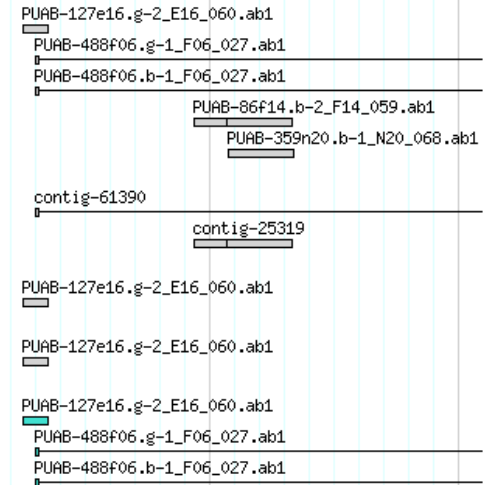 PUAB-127e16.g-2_E16_060.ab1
PUAB-488f06.g-1_F06_027.ab1
PUAB-488f06.b-1_F06_027.ab1
PUAB-86f14.b-2_F14_059.ab1
PUAB-359n20.b-1_N20_068.ab1
contig-61390
contig-25319
PUAB-127e16.g-2_E16_060.ab1
PUAB-127e16.g-2_E16_060.ab1
PUAB-127e16.g-2_E16_060.ab1
PUAB-488f06.g-1_F06_027.ab1
PUAB-488f06.b-1_F06_027.ab1